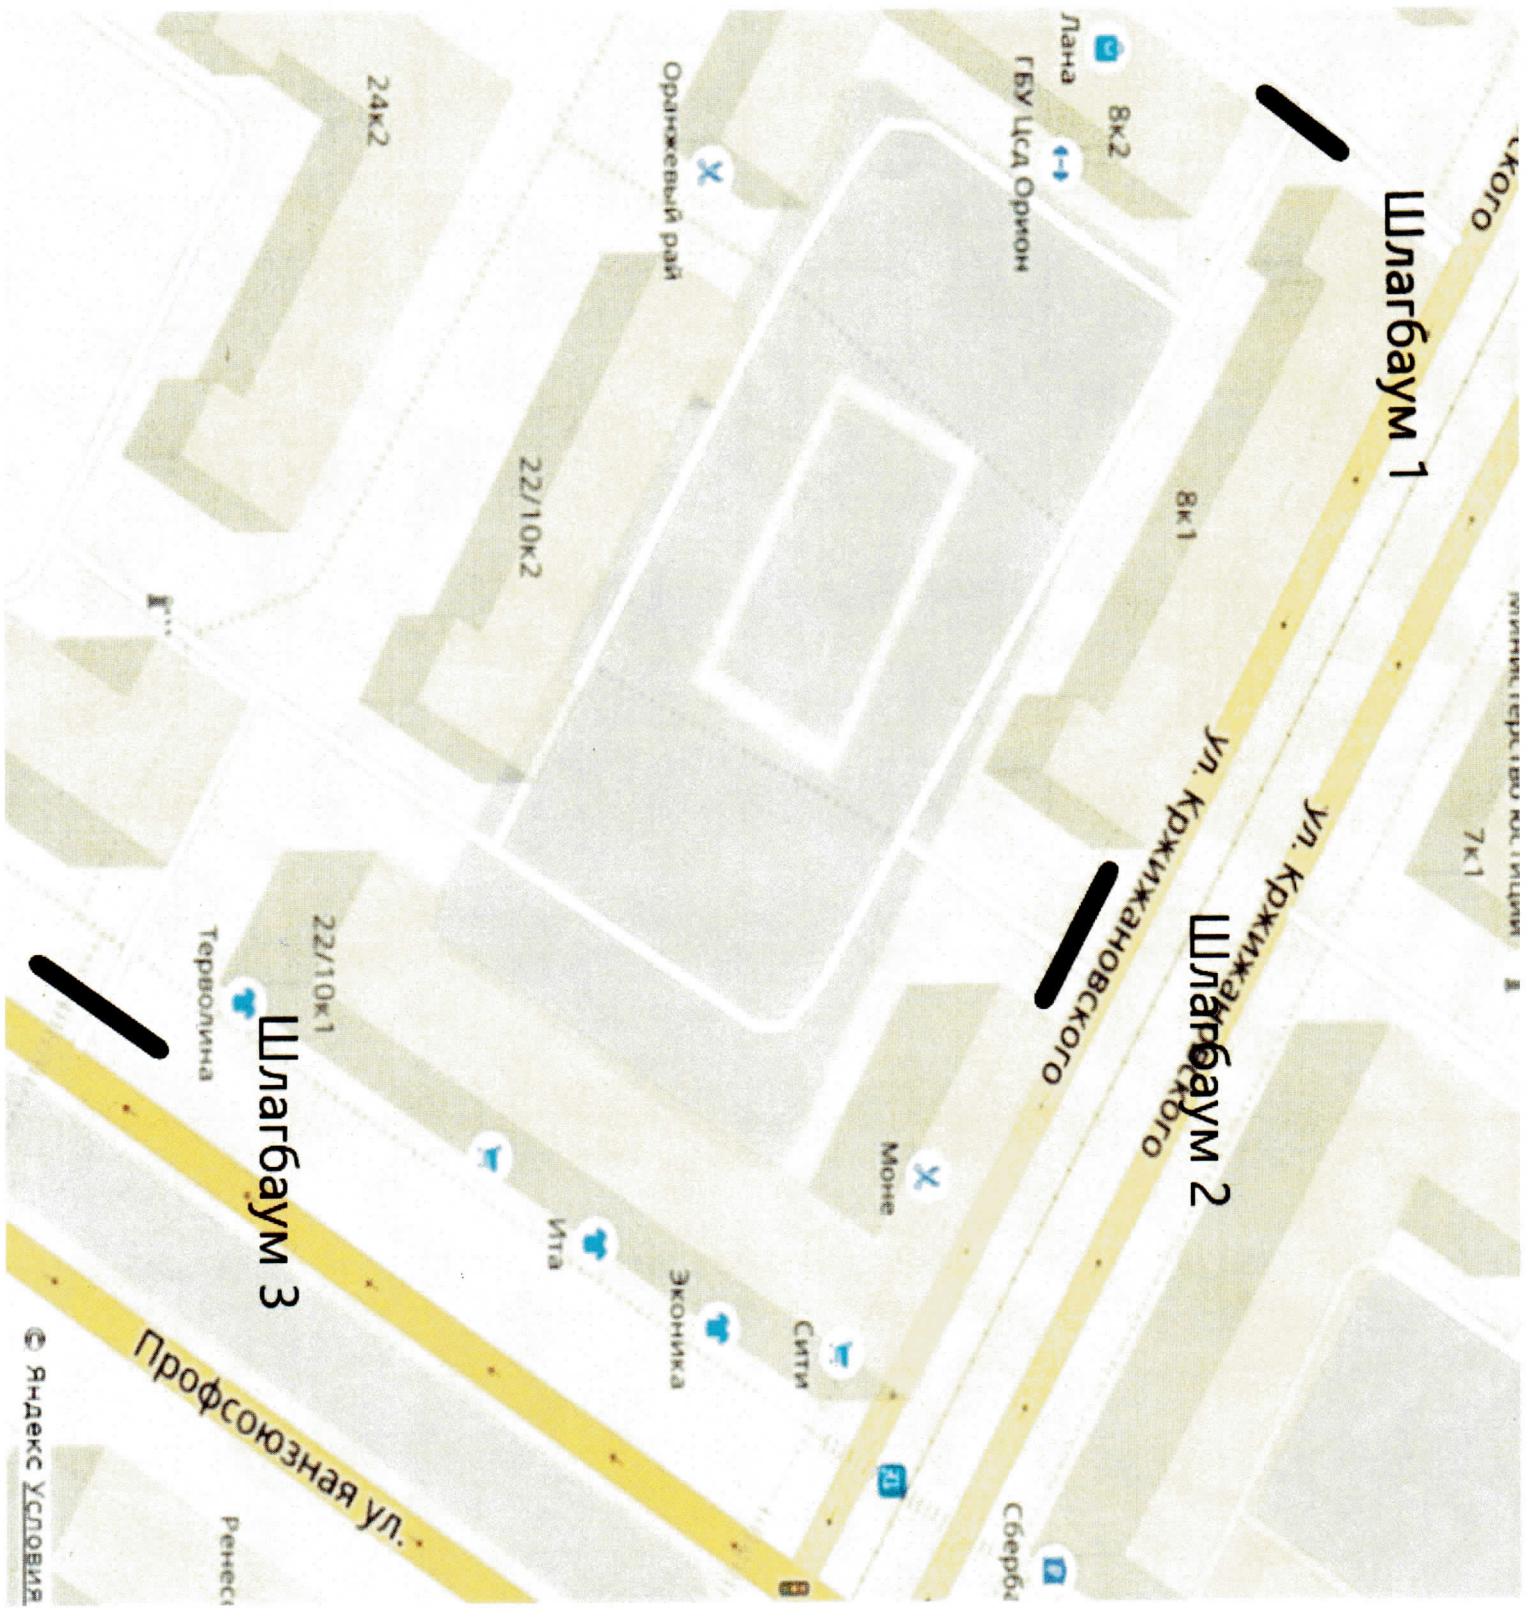 Лана
8к2
ГБУ Цсд Орион
ского
Шлагбаум 1
24к2
Оранжевый рай
8к1
22/10к2
ул. Кржижановского
ул. Кржижановского
7к1
Шлагбаум 2
22/10к1
Терволина
Шлагбаум 3
Моне
Ита
Эконика
Сити
Профсоюзная ул.
© Яндекс Условия